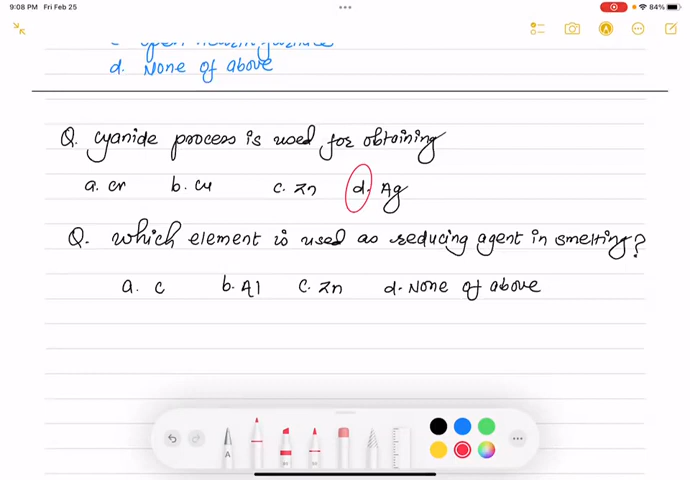 9:08 PM Fri Feb 25
84%
d. None of above
Q. Cyanide process is used for obtaining
a. Cr b. Cu c. Zn d. Ag
Q. which element is used as reducing agent in smelting?
a. C b. Al c. Zn d. None of above
A